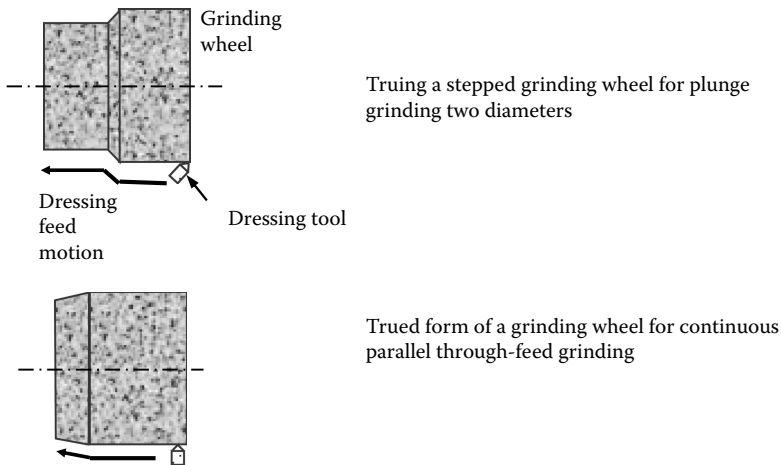 Grinding
wheel
Truing a stepped grinding wheel for plunge
grinding two diameters
Dressing
feed
motion
Dressing tool
Trued form of a grinding wheel for continuous
parallel through-feed grinding